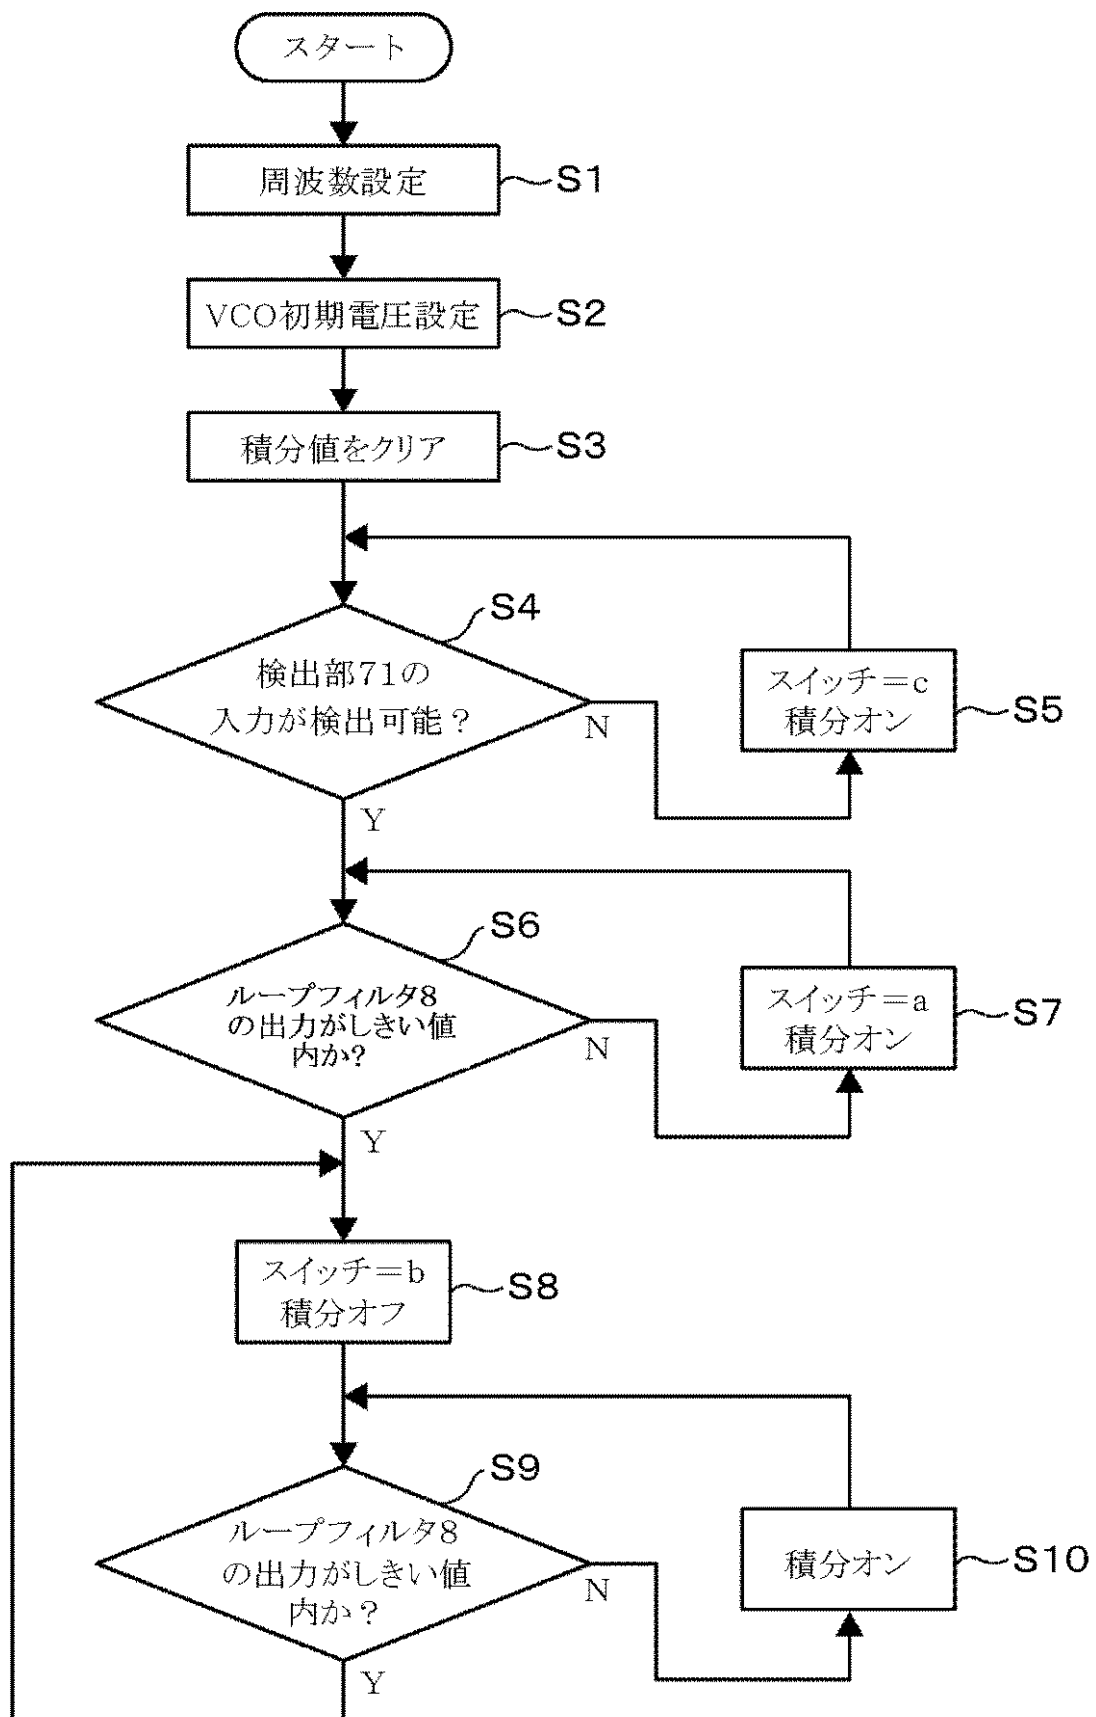 スタート
周波数設定
S1
VCO初期電圧設定
S2
積分値をクリア
S3
S4
検出部71の
入力が検出可能？
N
Y
スイッチ＝c
積分オン
S5
S6
ループフィルタ8
の出力がしきい値
内か?
N
Y
スイッチ＝a
積分オン
S7
スイッチ＝b
積分オフ
S8
S9
ループフィルタ8
の出力がしきい値
内か？
N
Y
積分オン
S10